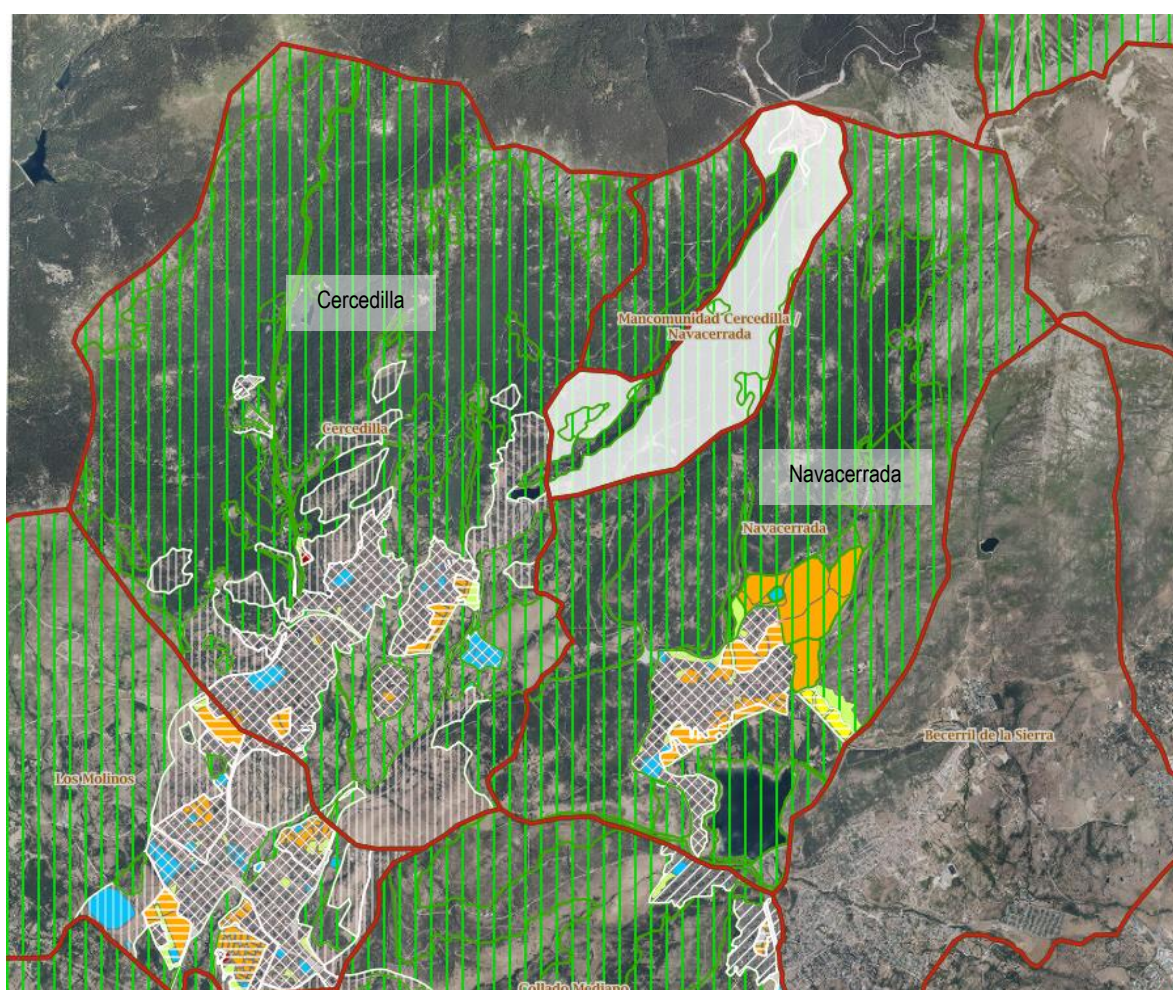 Cercedilla
Mancomunidad Cercedilla /
Navacerrada
Cercedilla
Navacerrada
Navacerrada
Becerril de la Sierra
Los Molinos
Collado Mediano